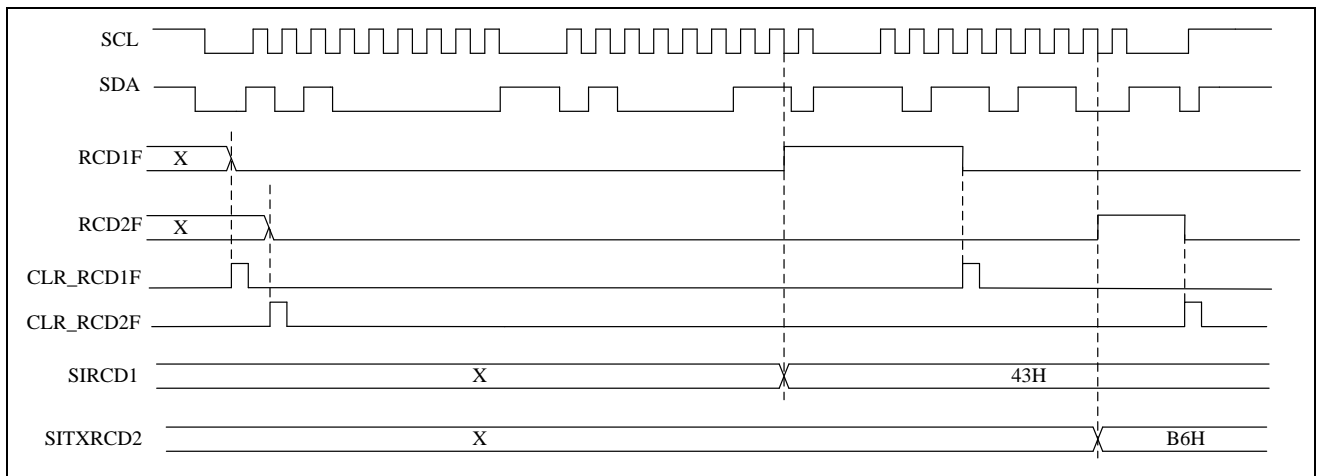 SCL
SDA
RCD1F X
RCD2F X
CLR_RCD1F
CLR_RCD2F
SIRCD1 X 43H
SITXRCD2 X B6H